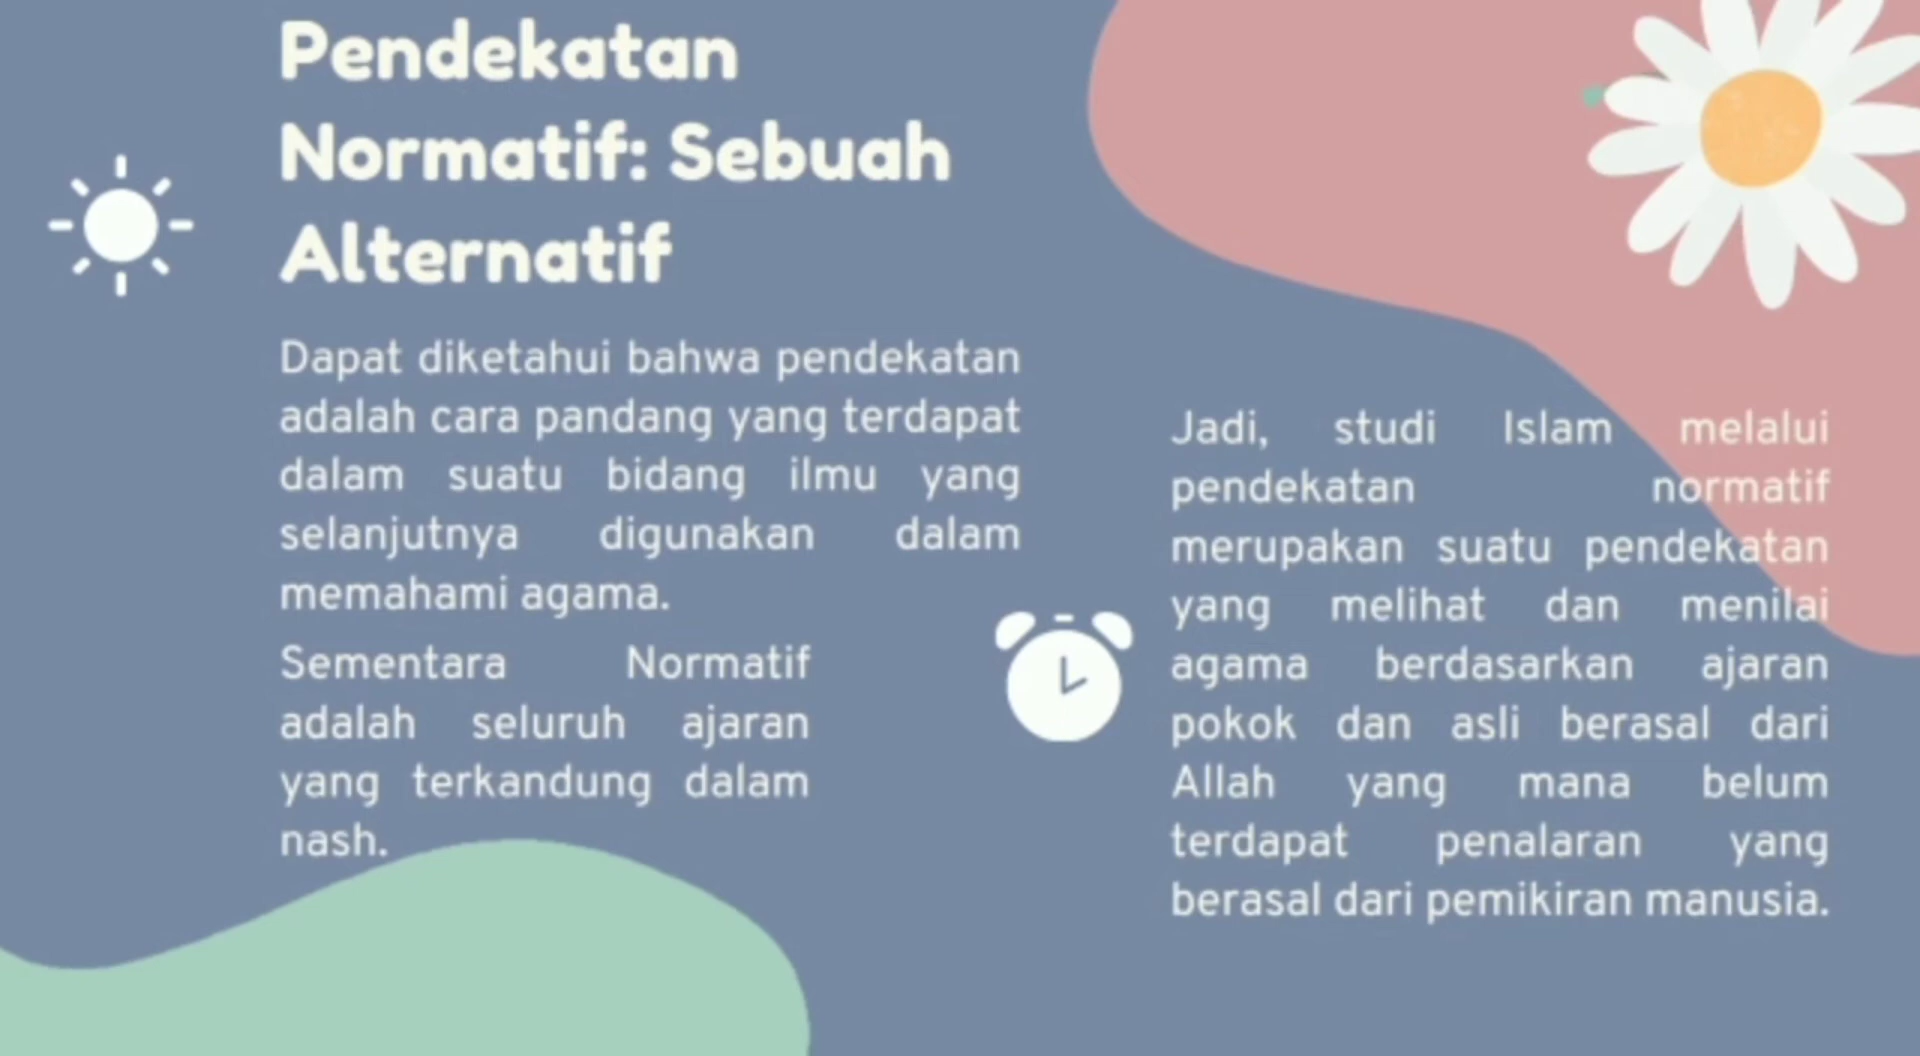 Pendekatan
Normatif: Sebuah
Alternatif
Dapat diketahui bahwa pendekatan
adalah cara pandang yang terdapat
dalam suatu bidang ilmu yang
selanjutnya digunakan dalam
memahami agama.
Sementara Normatif
adalah seluruh ajaran
yang terkandung dalam
nash.
Jadi, studi Islam melalui
pendekatan normatif
merupakan suatu pendekatan
yang melihat dan menilai
agama berdasarkan ajaran
pokok dan asli berasal dari
Allah yang mana belum
terdapat penalaran yang
berasal dari pemikiran manusia.